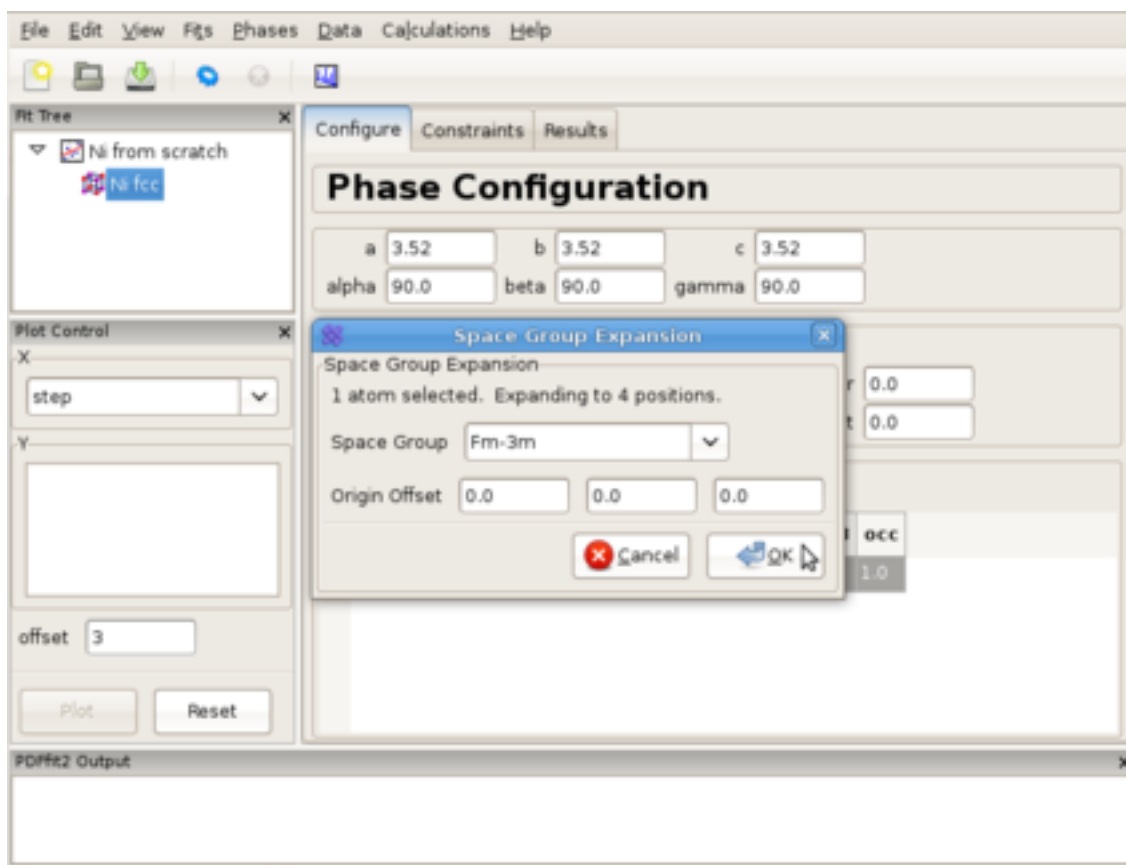 File Edit View Fits Phases Data Calculations Help
Fit Tree
Ni from scratch
Ni fcc
Configure Constraints Results
Phase Configuration
a 3.52 b 3.52 c 3.52
alpha 90.0 beta 90.0 gamma 90.0
Plot Control
X
step
Y
offset 3
Plot Reset
Space Group Expansion
Space Group Expansion
1 atom selected. Expanding to 4 positions.
Space Group Fm-3m
Origin Offset 0.0 0.0 0.0
Cancel OK
r 0.0
t 0.0
occ
1.0
PDFfit2 Output